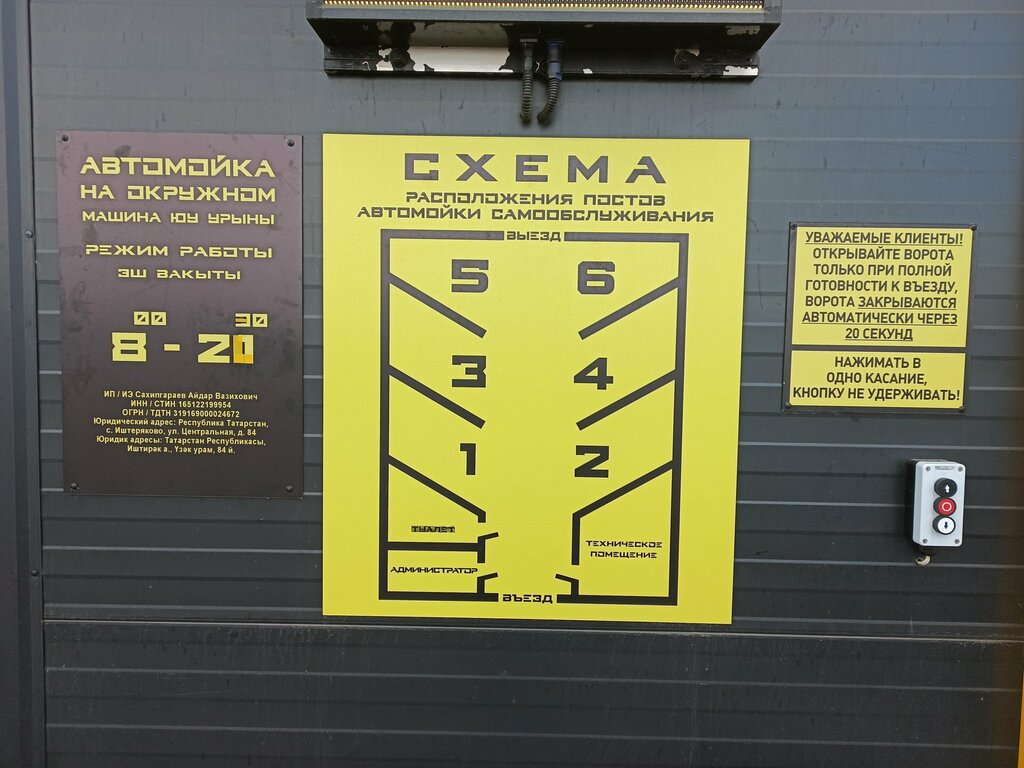 АВТОМОЙКА
НА ОКРУЖНОМ
МАШИНА ЮУ УРЫНЫ
РЕЖИМ РАБОТЫ
ЭШ ВАКЫТЫ
8 00 - 20 30
ИП / ИЭ Сахипгараев Айдар Вазихович
ИНН / СТИН 165122199954
ОГРН / ТДТН 319169000024672
Юридический адрес: Республика Татарстан,
с. Иштеряково, ул. Центральная, д. 84
Юридик адресы: Татарстан Республикасы,
Иштирәк а., Үзәк урам, 84 й.
СХЕМА
РАСПОЛОЖЕНИЯ ПОСТОВ
АВТОМОЙКИ САМООБСЛУЖИВАНИЯ
ВЫЕЗД
5 6
3 4
1 2
ТУАЛЕТ
ТЕХНИЧЕСКОЕ
ПОМЕЩЕНИЕ
АДМИНИСТРАТОР
ВЪЕЗД
УВАЖАЕМЫЕ КЛИЕНТЫ!
ОТКРЫВАЙТЕ ВОРОТА
ТОЛЬКО ПРИ ПОЛНОЙ
ГОТОВНОСТИ К ВЪЕЗДУ,
ВОРОТА ЗАКРЫВАЮТСЯ
АВТОМАТИЧЕСКИ ЧЕРЕЗ
20 СЕКУНД
НАЖИМАТЬ В
ОДНО КАСАНИЕ,
КНОПКУ НЕ УДЕРЖИВАТЬ!